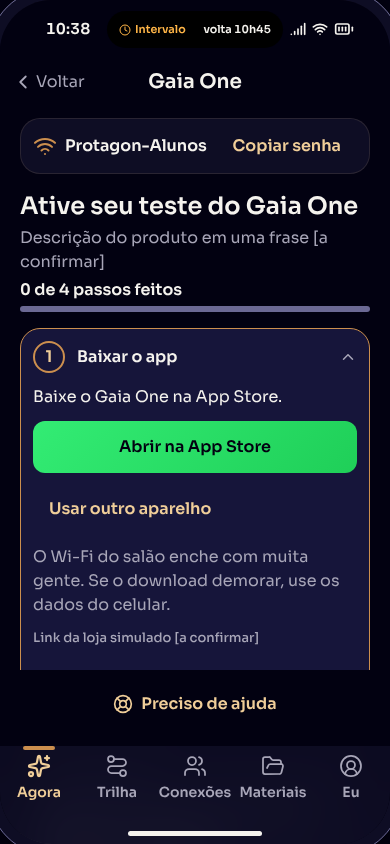 10:38
Intervalo volta 10h45
Voltar
Gaia One
Protagon-Alunos
Copiar senha
Ative seu teste do Gaia One
Descrição do produto em uma frase [a
confirmar]
0 de 4 passos feitos
1
Baixar o app
Baixe o Gaia One na App Store.
Abrir na App Store
Usar outro aparelho
O Wi-Fi do salão enche com muita
gente. Se o download demorar, use os
dados do celular.
Link da loja simulado [a confirmar]
Preciso de ajuda
Agora
Trilha
Conexões
Materiais
Eu